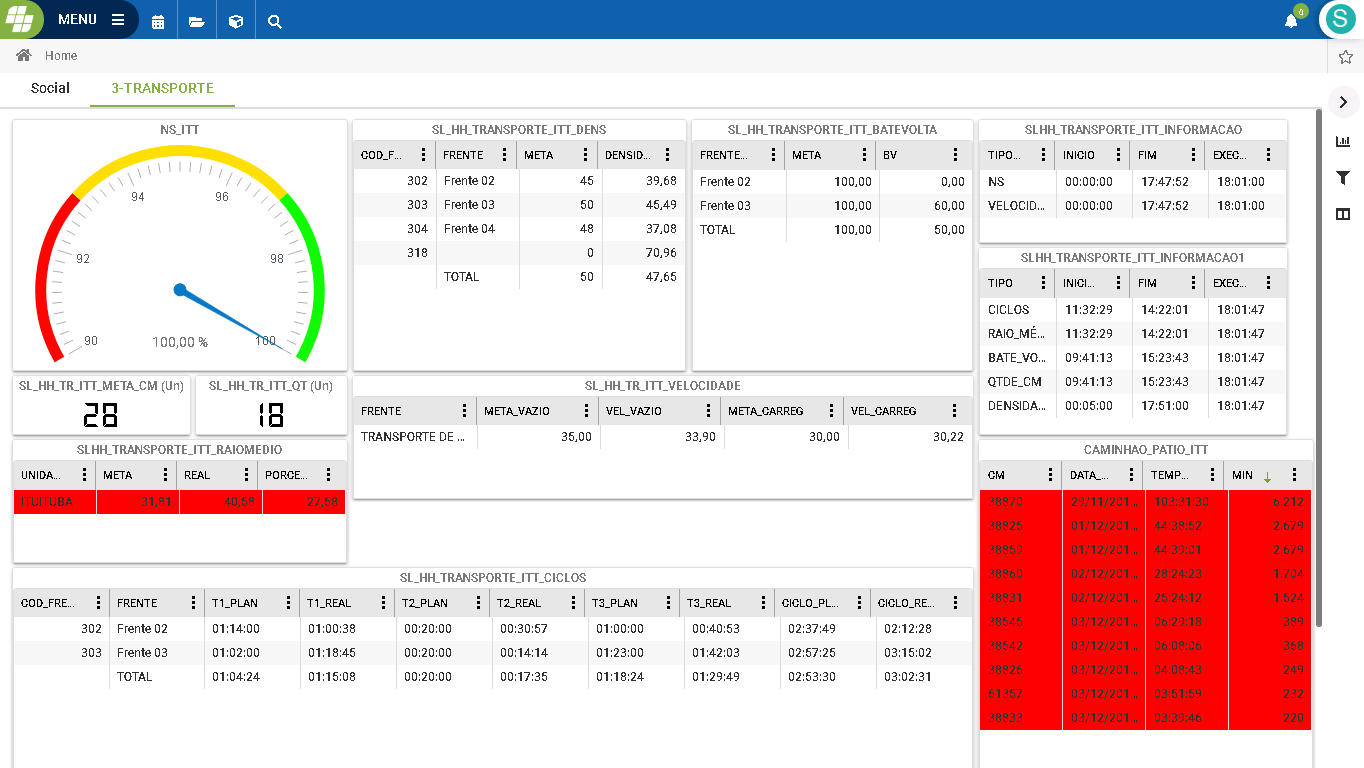 MENU
0
S
Home
Social 3-TRANSPORTE
NS_ITT
94 96
92 98
90 100,00 % 100
SL_HH_TRANSPORTE_ITT_DENS
COD_F... FRENTE META DENSID...
302 Frente 02 45 39,68
303 Frente 03 50 45,49
304 Frente 04 48 37,08
318 0 70,96
TOTAL 50 47,65
SL_HH_TRANSPORTE_ITT_BATEVOLTA
FRENTE... META BV
Frente 02 100,00 0,00
Frente 03 100,00 60,00
TOTAL 100,00 50,00
SLHH_TRANSPORTE_ITT_INFORMACAO
TIPO... INICIO FIM EXEC...
NS 00:00:00 17:47:52 18:01:00
VELOCID... 00:00:00 17:47:52 18:01:00
SLHH_TRANSPORTE_ITT_INFORMACAO1
TIPO INICI... FIM EXEC...
CICLOS 11:32:29 14:22:01 18:01:47
RAIO_MÉ... 11:32:29 14:22:01 18:01:47
BATE_VO... 09:41:13 15:23:43 18:01:47
QTDE_CM 09:41:13 15:23:43 18:01:47
DENSIDA... 00:05:00 17:51:00 18:01:47
SL_HH_TR_ITT_META_CM (Un)
28
SL_HH_TR_ITT_QT (Un)
18
SL_HH_TR_ITT_VELOCIDADE
FRENTE META_VAZIO VEL_VAZIO META_CARREG VEL_CARREG
TRANSPORTE DE ... 35,00 33,90 30,00 30,22
SLHH_TRANSPORTE_ITT_RAIOMEDIO
UNIDA... META REAL PORCE...
ITUIUTUBA 31,81 40,58 27,58
CAMINHAO_PATIO_ITT
CM DATA_... TEMP... MIN
38870 29/11/201... 103:31:30 6.212
38825 01/12/201... 44:38:52 2.679
38859 01/12/201... 44:39:01 2.679
38860 02/12/201... 28:24:23 1.704
38831 02/12/201... 25:24:12 1.524
38645 03/12/201... 06:29:18 389
38642 03/12/201... 06:08:06 368
38826 03/12/201... 04:08:43 249
61357 03/12/201... 03:51:59 232
38833 03/12/201... 03:39:46 220
SL_HH_TRANSPORTE_ITT_CICLOS
COD_FRE... FRENTE T1_PLAN T1_REAL T2_PLAN T2_REAL T3_PLAN T3_REAL CICLO_PL... CICLO_RE...
302 Frente 02 01:14:00 01:00:38 00:20:00 00:30:57 01:00:00 00:40:53 02:37:49 02:12:28
303 Frente 03 01:02:00 01:18:45 00:20:00 00:14:14 01:23:00 01:42:03 02:57:25 03:15:02
TOTAL 01:04:24 01:15:08 00:20:00 00:17:35 01:18:24 01:29:49 02:53:30 03:02:31